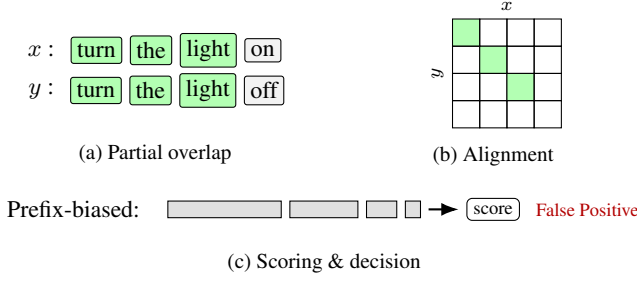 x : turn the light on
y : turn the light off
(a) Partial overlap
x
y
(b) Alignment
Prefix-biased: score False Positive
(c) Scoring & decision